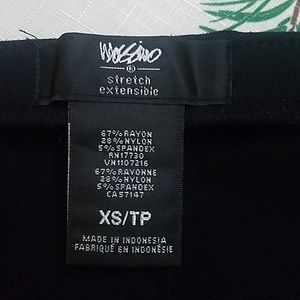 Mossimo
stretch
extensible
67%RAYON
28%NYLON
5%SPANDEX
RN17730
VN1107216
67%RAYONNE
28%NYLON
5%SPANDEX
CA57147
XS/TP
MADE IN INDONESIA
FABRIQUÉ EN INDONÉSIE